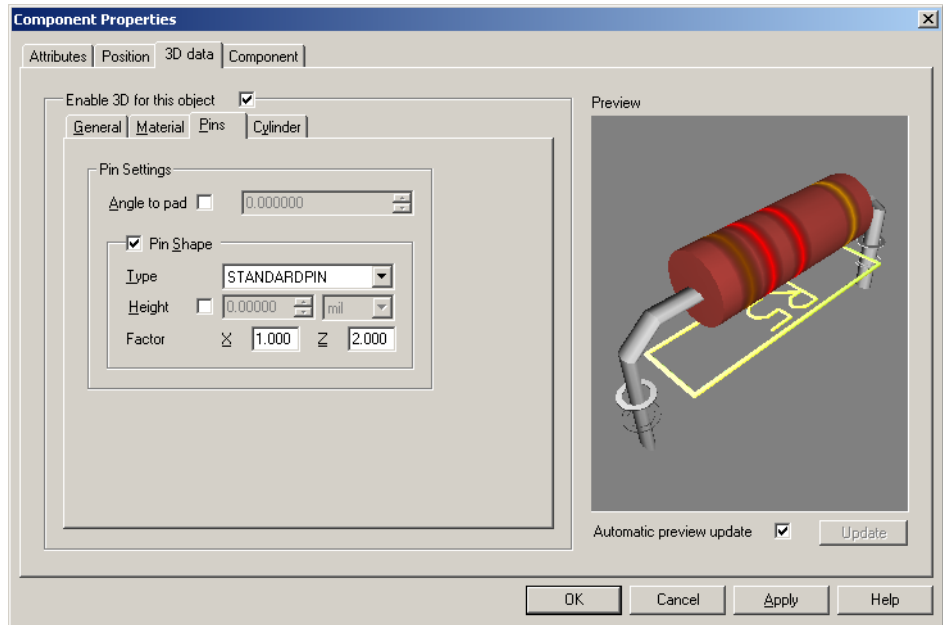 Component Properties
Attributes Position 3D data Component
Enable 3D for this object
General Material Pins Cylinder
Pin Settings
Angle to pad 0.000000
Pin Shape
Type STANDARDPIN
Height 0.00000 mil
Factor X 1.000 Z 2.000
Preview
R5
Automatic preview update Update
OK Cancel Apply Help